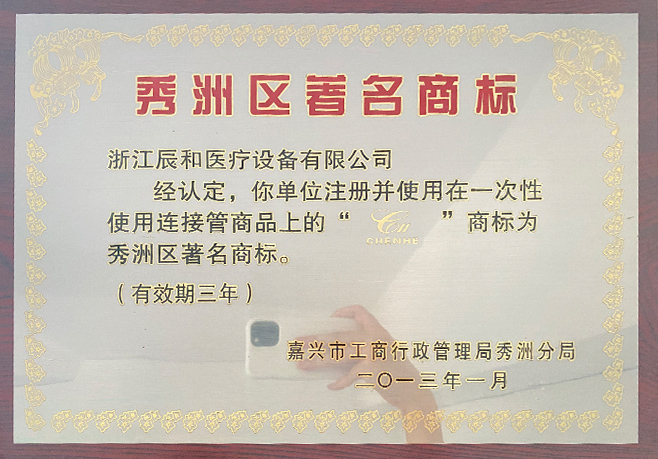 秀洲区著名商标
浙江辰和医疗设备有限公司
经认定，你单位注册并使用在一次性
使用连接管商品上的“CHENHE”商标为
秀洲区著名商标。
（有效期三年）
嘉兴市工商行政管理局秀洲分局
二〇一三年一月